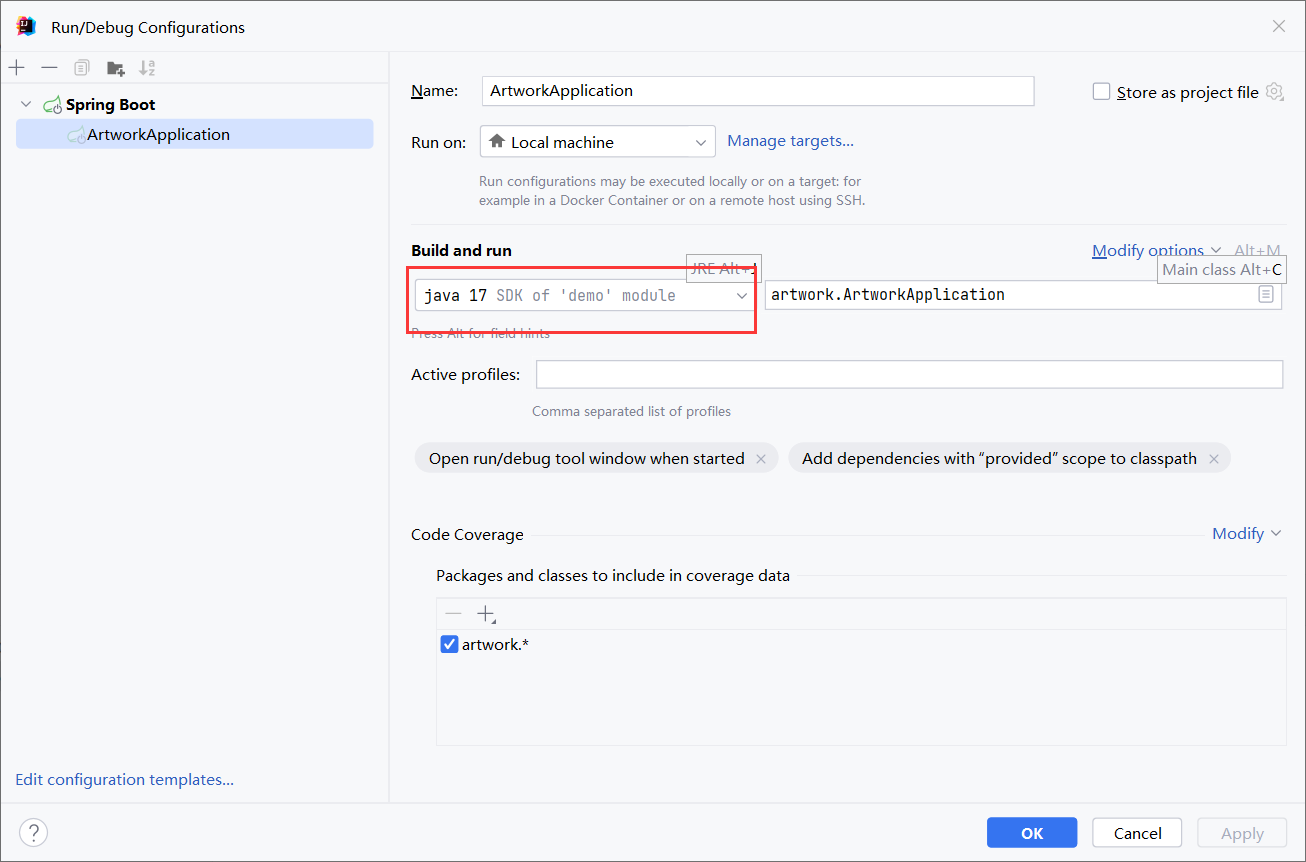 Run/Debug Configurations
Spring Boot
ArtworkApplication
Edit configuration templates...
Name: ArtworkApplication Store as project file
Run on: Local machine Manage targets...
Run configurations may be executed locally or on a target: for
example in a Docker Container or on a remote host using SSH.
Build and run Modify options Alt+M
JRE Alt+J Main class Alt+C
java 17 SDK of 'demo' module artwork.ArtworkApplication
Press Alt for field hints
Active profiles:
Comma separated list of profiles
Open run/debug tool window when started Add dependencies with “provided” scope to classpath
Code Coverage Modify
Packages and classes to include in coverage data
artwork.*
? OK Cancel Apply